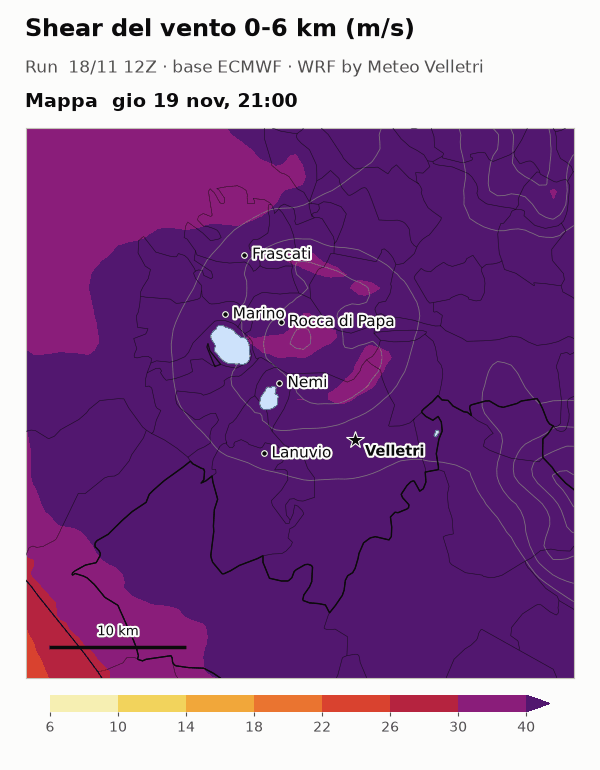 Shear del vento 0-6 km (m/s)
Run  18/11 12Z · base ECMWF · WRF by Meteo Velletri
Mappa  gio 19 nov, 21:00
Frascati
Marino
Rocca di Papa
Nemi
Velletri
Lanuvio
10 km
6 10 14 18 22 26 30 40